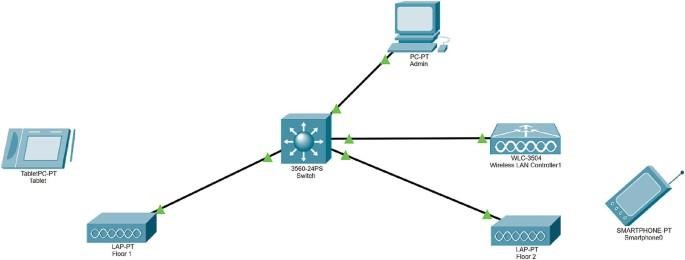 PC-PT
Admin
3560-24PS
Switch
WLC-3504
Wireless LAN Controller1
TabletPC-PT
Tablet
SMARTPHONE-PT
Smartphone0
LAP-PT
Floor 1
LAP-PT
Floor 2